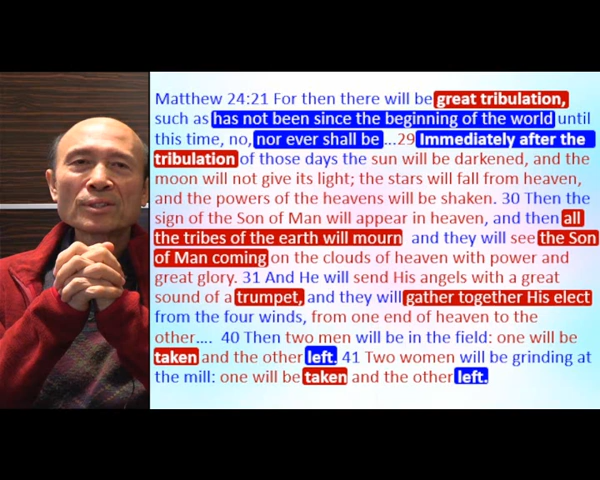 Matthew 24:21 For then there will be great tribulation,
such as has not been since the beginning of the world until
this time, no, nor ever shall be ...29 Immediately after the
tribulation of those days the sun will be darkened, and the
moon will not give its light; the stars will fall from heaven,
and the powers of the heavens will be shaken. 30 Then the
sign of the Son of Man will appear in heaven, and then all
the tribes of the earth will mourn and they will see the Son
of Man coming on the clouds of heaven with power and
great glory. 31 And He will send His angels with a great
sound of a trumpet, and they will gather together His elect
from the four winds, from one end of heaven to the
other.... 40 Then two men will be in the field: one will be
taken and the other left. 41 Two women will be grinding at
the mill: one will be taken and the other left.